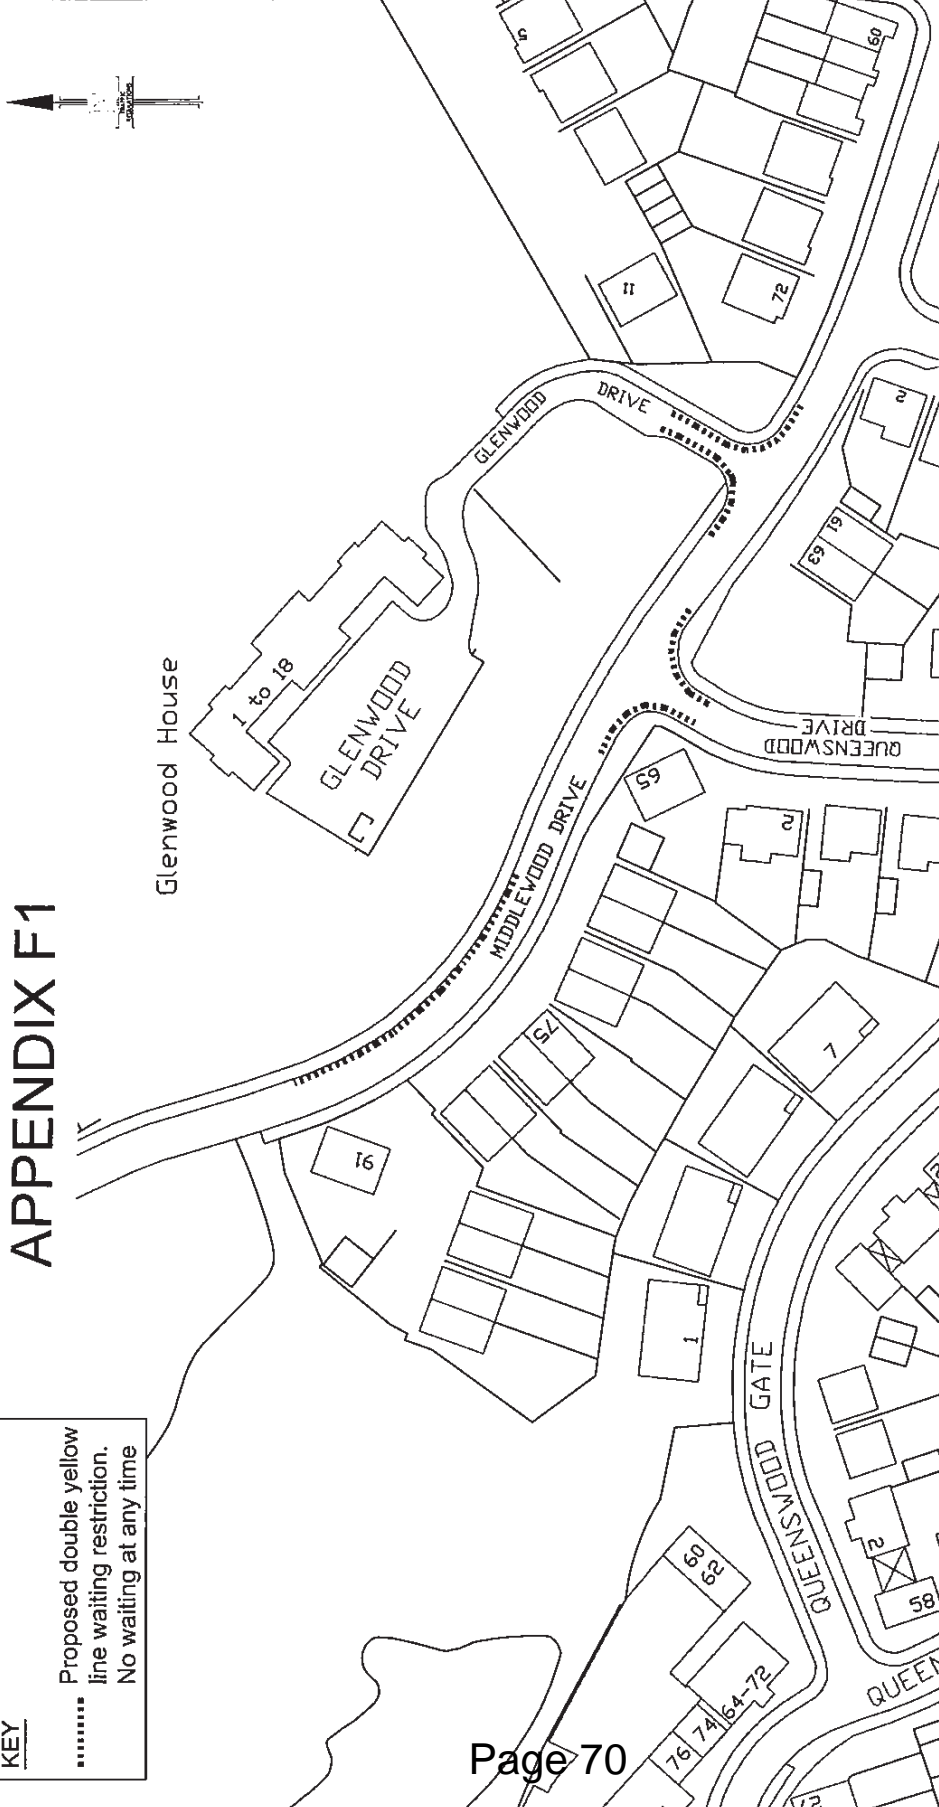 APPENDIX F1
KEY
Proposed double yellow
line waiting restriction.
No waiting at any time
Glenwood House
1 to 18
GLENWOOD
DRIVE
GLENWOOD
DRIVE
MIDDLEWOOD DRIVE
QUEENSWOOD
DRIVE
QUEENSWOOD GATE
QUEEN
5
60
11
72
2
61
63
65
2
75
7
91
1
60
62
64-72
74
76
2
58
Page 70